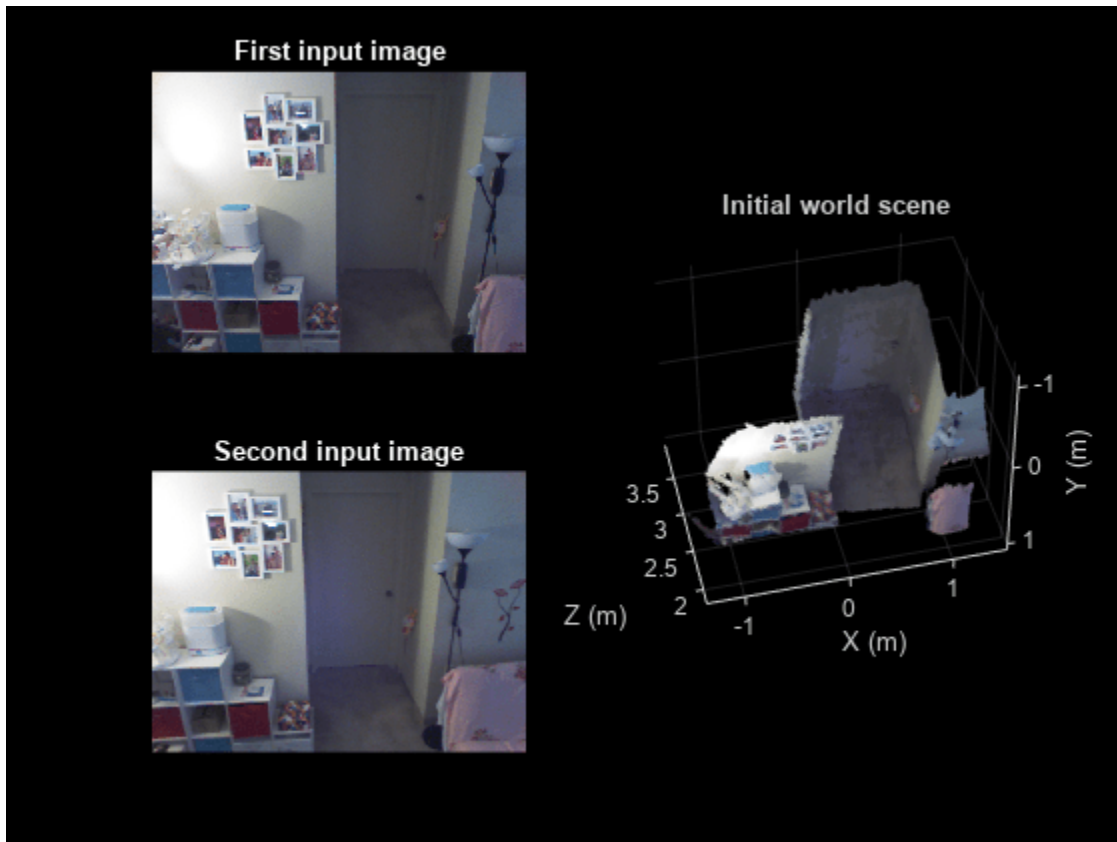 First input image
Second input image
Initial world scene
3.5
3
2.5
2
Z (m)
-1
0
1
X (m)
-1
0
1
Y (m)